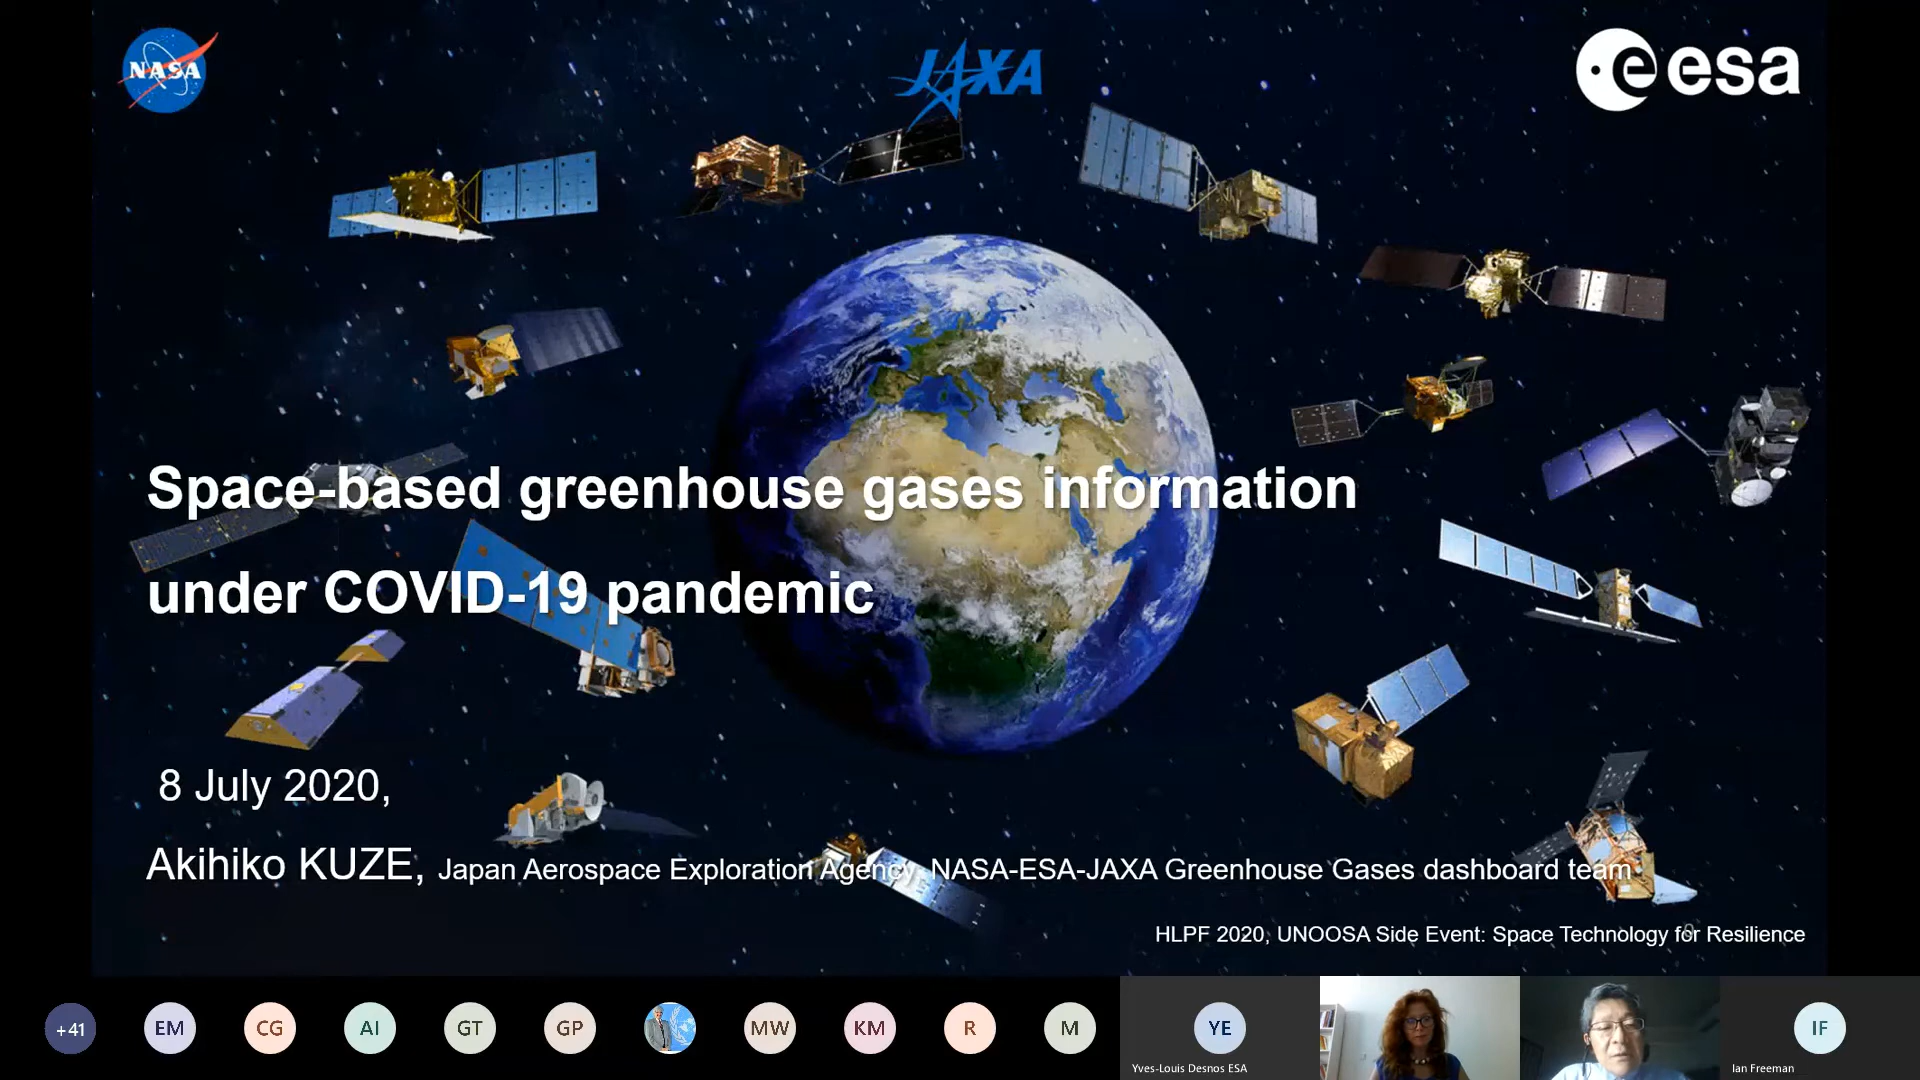 NASA
JAXA
esa
Space-based greenhouse gases information
under COVID-19 pandemic
8 July 2020,
Akihiko KUZE, Japan Aerospace Exploration Agency, NASA-ESA-JAXA Greenhouse Gases dashboard team
HLPF 2020, UNOOSA Side Event: Space Technology for Resilience
+41
EM
CG
AI
GT
GP
MW
KM
R
M
YE
Yves-Louis Desnos ESA
IF
Ian Freeman